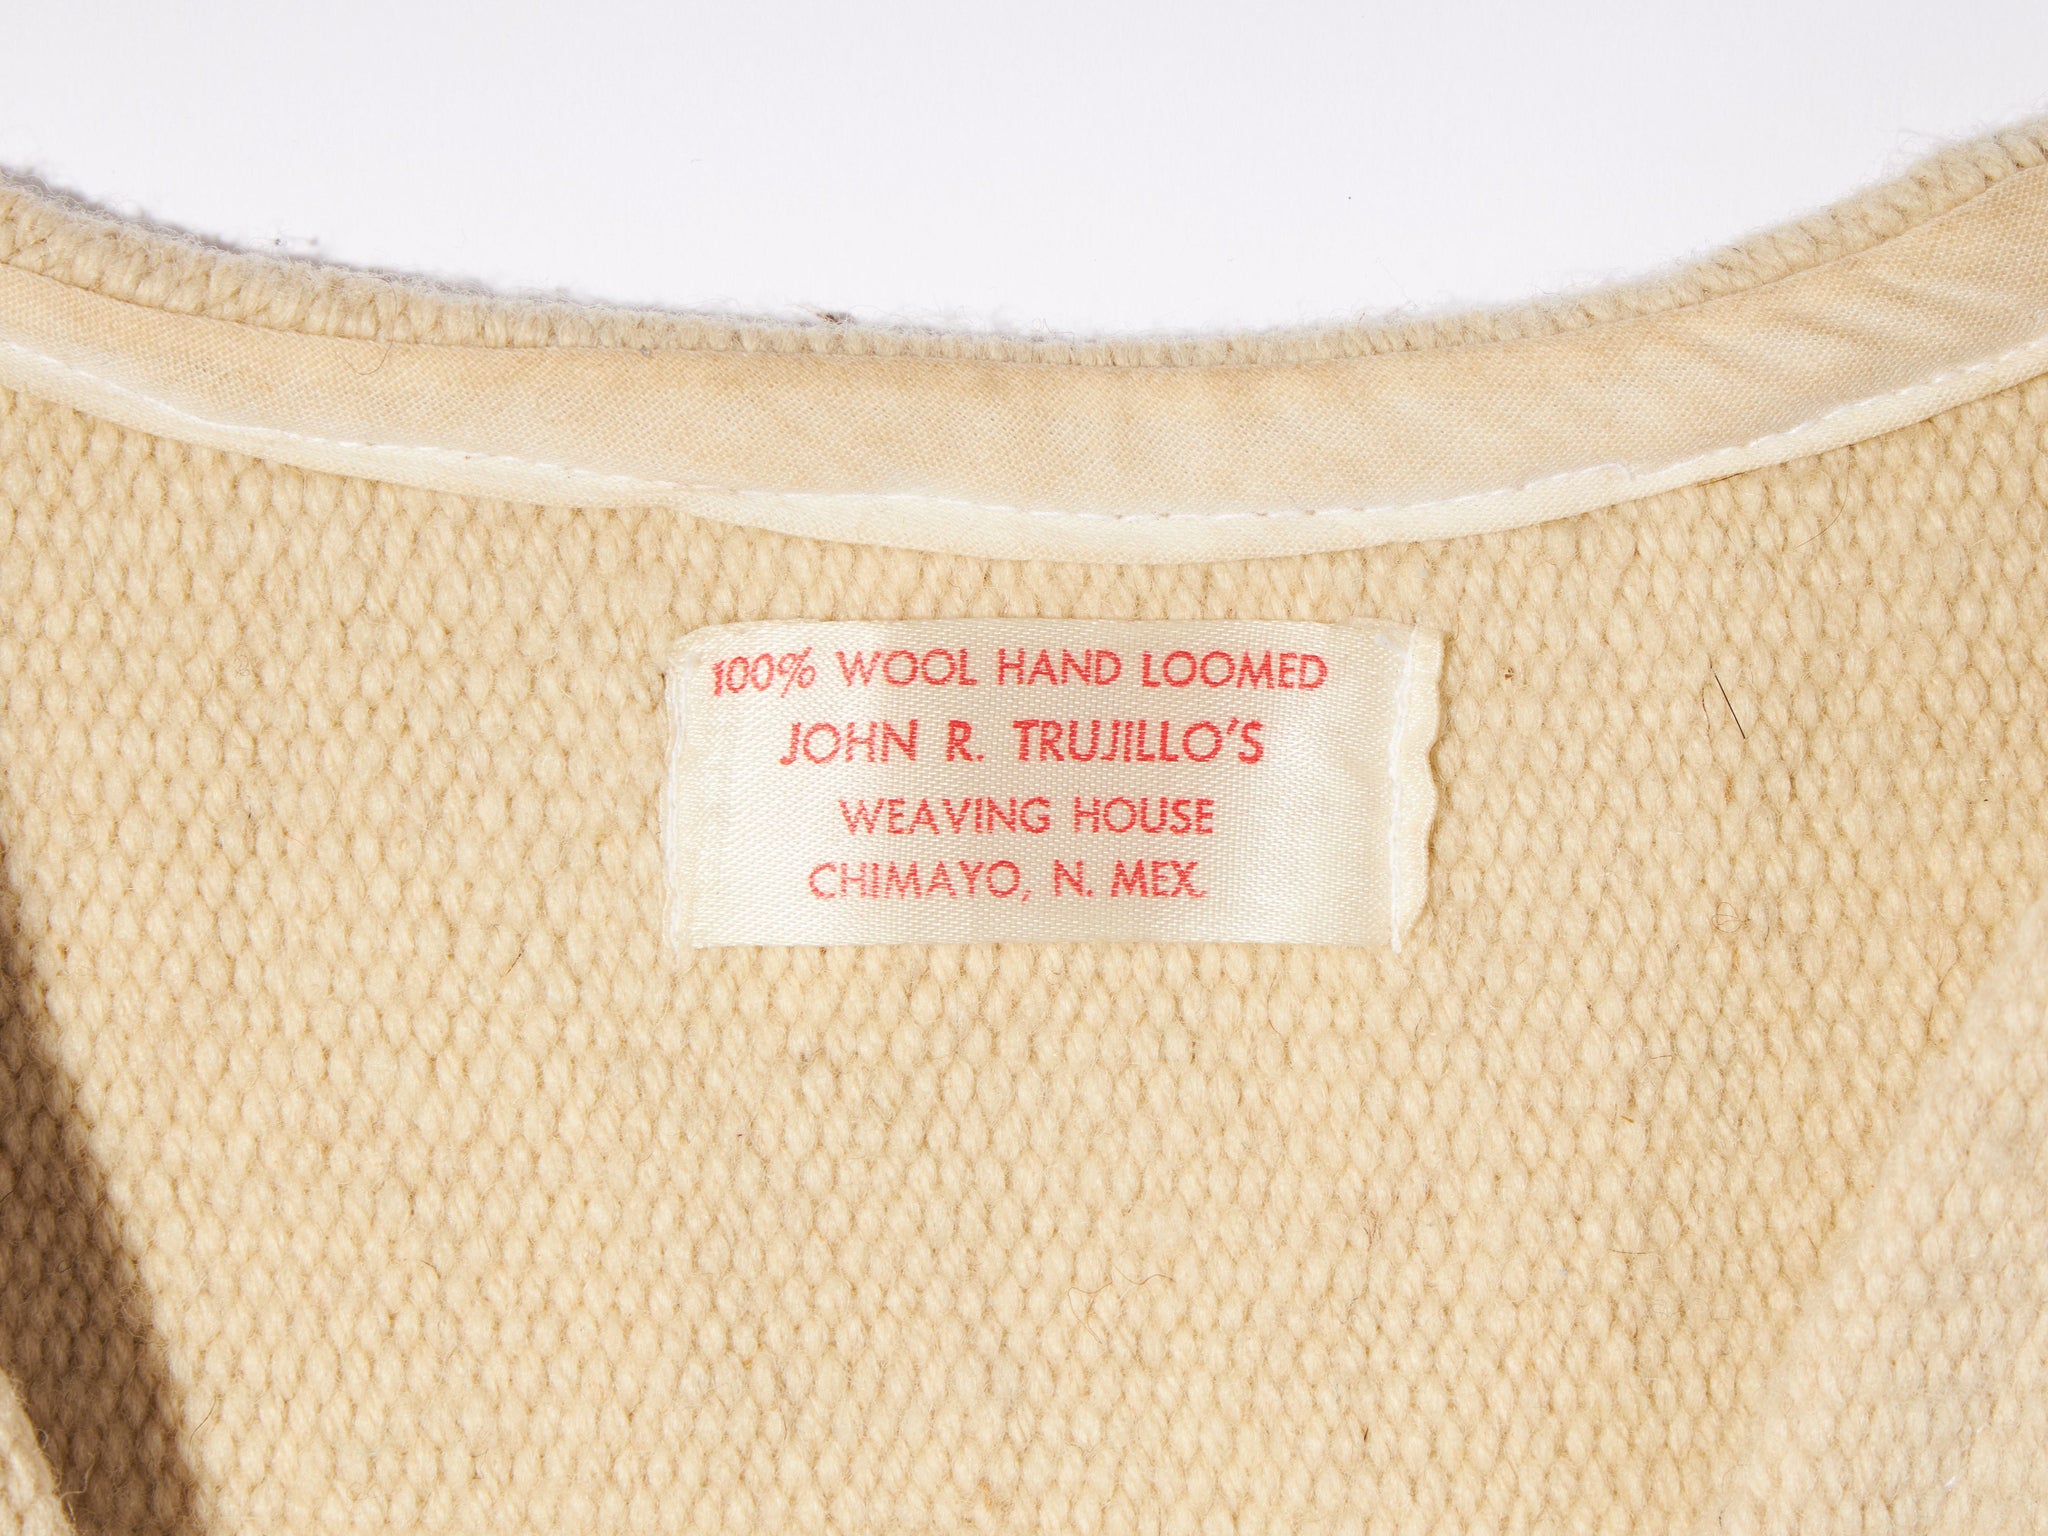 100% WOOL HAND LOOMED
JOHN R. TRUJILLO'S
WEAVING HOUSE
CHIMAYO, N. MEX.